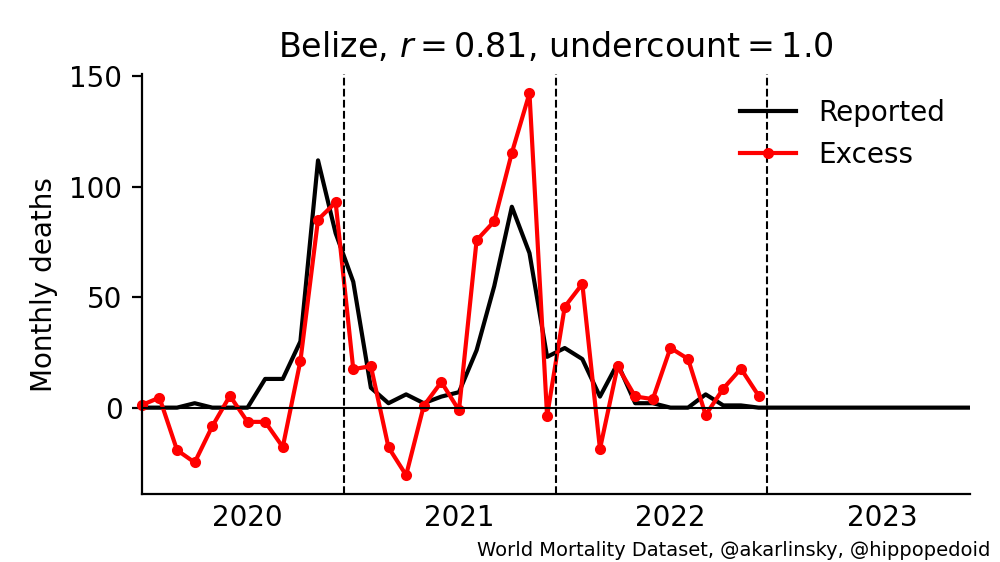 Belize, r = 0.81, undercount = 1.0
150
100
50
0
Monthly deaths
Reported
Excess
2020 2021 2022 2023
World Mortality Dataset, @akarlinsky, @hippopedoid